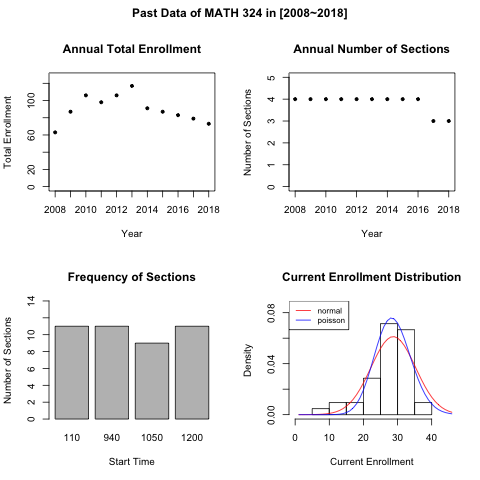 Past Data of MATH 324 in [2008~2018]
Annual Total Enrollment
Total Enrollment
0 60 100
2008 2010 2012 2014 2016 2018
Year
Annual Number of Sections
Number of Sections
0 1 2 3 4 5
2008 2010 2012 2014 2016 2018
Year
Frequency of Sections
Number of Sections
0 2 4 6 8 10 14
110 940 1050 1200
Start Time
Current Enrollment Distribution
normal
poisson
Density
0.00 0.04 0.08
0 10 20 30 40
Current Enrollment